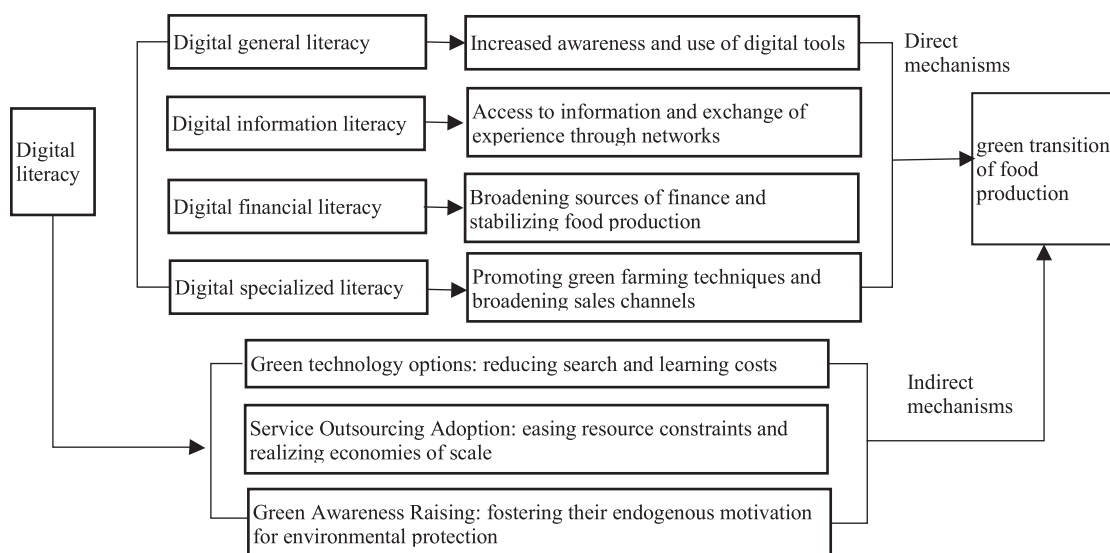 Digital
literacy
Digital general literacy
Increased awareness and use of digital tools
Digital information literacy
Access to information and exchange of
experience through networks
Digital financial literacy
Broadening sources of finance and
stabilizing food production
Digital specialized literacy
Promoting green farming techniques and
broadening sales channels
Direct
mechanisms
green transition
of food
production
Green technology options: reducing search and learning costs
Service Outsourcing Adoption: easing resource constraints and
realizing economies of scale
Green Awareness Raising: fostering their endogenous motivation
for environmental protection
Indirect
mechanisms